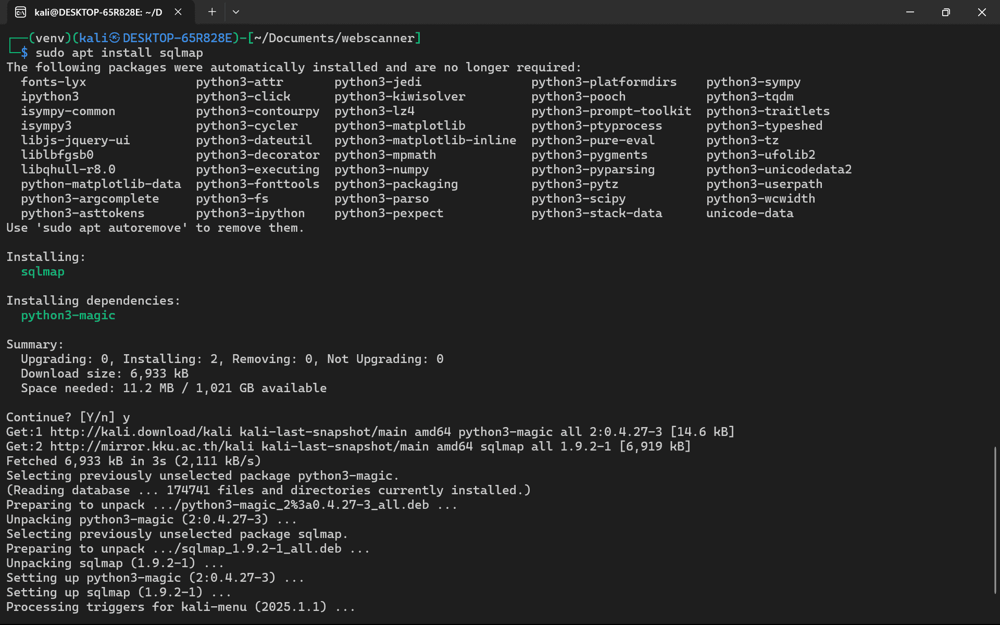 kali@DESKTOP-65R828E: ~/D
(venv)(kali㉿DESKTOP-65R828E)-[~/Documents/webscanner]
$ sudo apt install sqlmap
The following packages were automatically installed and are no longer required:
fonts-lyx python3-attr python3-jedi python3-platformdirs python3-sympy
ipython3 python3-click python3-kiwisolver python3-pooch python3-tqdm
isympy-common python3-contourpy python3-lz4 python3-prompt-toolkit python3-traitlets
isympy3 python3-cycler python3-matplotlib python3-ptyprocess python3-typeshed
libjs-jquery-ui python3-dateutil python3-matplotlib-inline python3-pure-eval python3-tz
liblbfgsb0 python3-decorator python3-mpmath python3-pygments python3-ufolib2
libqhull-r8.0 python3-executing python3-numpy python3-pyparsing python3-unicodedata2
python-matplotlib-data python3-fonttools python3-packaging python3-pytz python3-userpath
python3-argcomplete python3-fs python3-parso python3-scipy python3-wcwidth
python3-asttokens python3-ipython python3-pexpect python3-stack-data unicode-data
Use 'sudo apt autoremove' to remove them.
Installing:
sqlmap
Installing dependencies:
python3-magic
Summary:
Upgrading: 0, Installing: 2, Removing: 0, Not Upgrading: 0
Download size: 6,933 kB
Space needed: 11.2 MB / 1,021 GB available
Continue? [Y/n] y
Get:1 http://kali.download/kali kali-last-snapshot/main amd64 python3-magic all 2:0.4.27-3 [14.6 kB]
Get:2 http://mirror.kku.ac.th/kali kali-last-snapshot/main amd64 sqlmap all 1.9.2-1 [6,919 kB]
Fetched 6,933 kB in 3s (2,111 kB/s)
Selecting previously unselected package python3-magic.
(Reading database ... 174741 files and directories currently installed.)
Preparing to unpack .../python3-magic_2%3a0.4.27-3_all.deb ...
Unpacking python3-magic (2:0.4.27-3) ...
Selecting previously unselected package sqlmap.
Preparing to unpack .../sqlmap_1.9.2-1_all.deb ...
Unpacking sqlmap (1.9.2-1) ...
Setting up python3-magic (2:0.4.27-3) ...
Setting up sqlmap (1.9.2-1) ...
Processing triggers for kali-menu (2025.1.1) ...